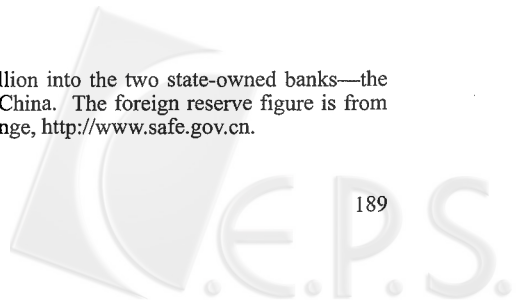 llion into the two state-owned banks—the
China. The foreign reserve figure is from
nge, http://www.safe.gov.cn.
189
C.E.P.S.